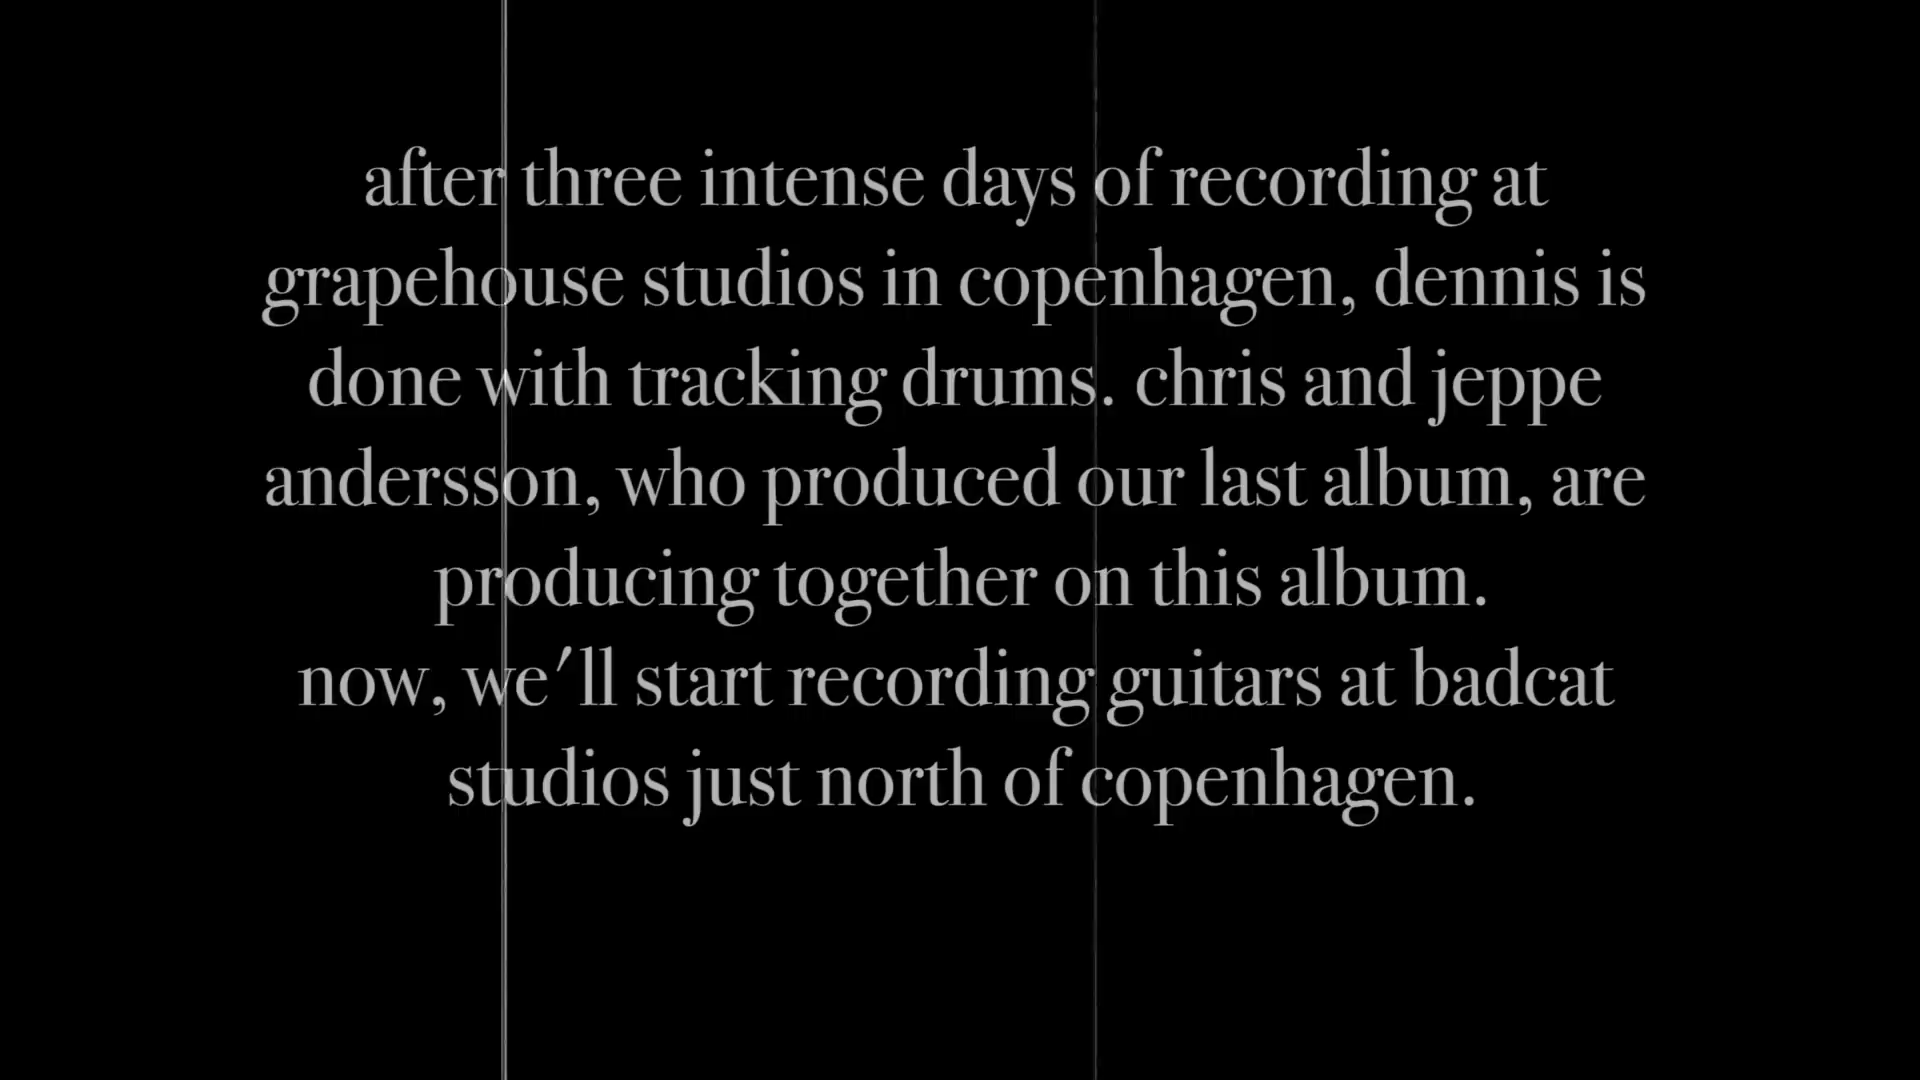 after three intense days of recording at
grapehouse studios in copenhagen, dennis is
done with tracking drums. chris and jeppe
andersson, who produced our last album, are
producing together on this album.
now, we'll start recording guitars at badcat
studios just north of copenhagen.